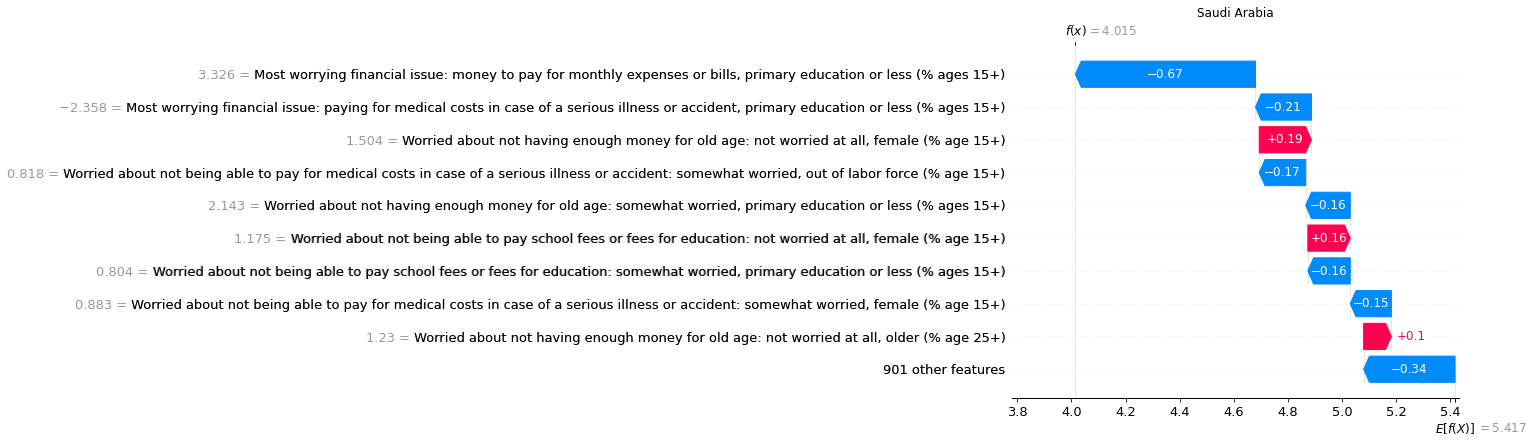 Saudi Arabia
f(x) = 4.015
3.326 = Most worrying financial issue: money to pay for monthly expenses or bills, primary education or less (% ages 15+)
−0.67
−2.358 = Most worrying financial issue: paying for medical costs in case of a serious illness or accident, primary education or less (% ages 15+)
−0.21
1.504 = Worried about not having enough money for old age: not worried at all, female (% age 15+)
+0.19
0.818 = Worried about not being able to pay for medical costs in case of a serious illness or accident: somewhat worried, out of labor force (% age 15+)
−0.17
2.143 = Worried about not having enough money for old age: somewhat worried, primary education or less (% ages 15+)
−0.16
1.175 = Worried about not being able to pay school fees or fees for education: not worried at all, female (% age 15+)
+0.16
0.804 = Worried about not being able to pay school fees or fees for education: somewhat worried, primary education or less (% ages 15+)
−0.16
0.883 = Worried about not being able to pay for medical costs in case of a serious illness or accident: somewhat worried, female (% age 15+)
−0.15
1.23 = Worried about not having enough money for old age: not worried at all, older (% age 25+)
+0.1
901 other features
−0.34
3.8 4.0 4.2 4.4 4.6 4.8 5.0 5.2 5.4
E[f(X)] = 5.417